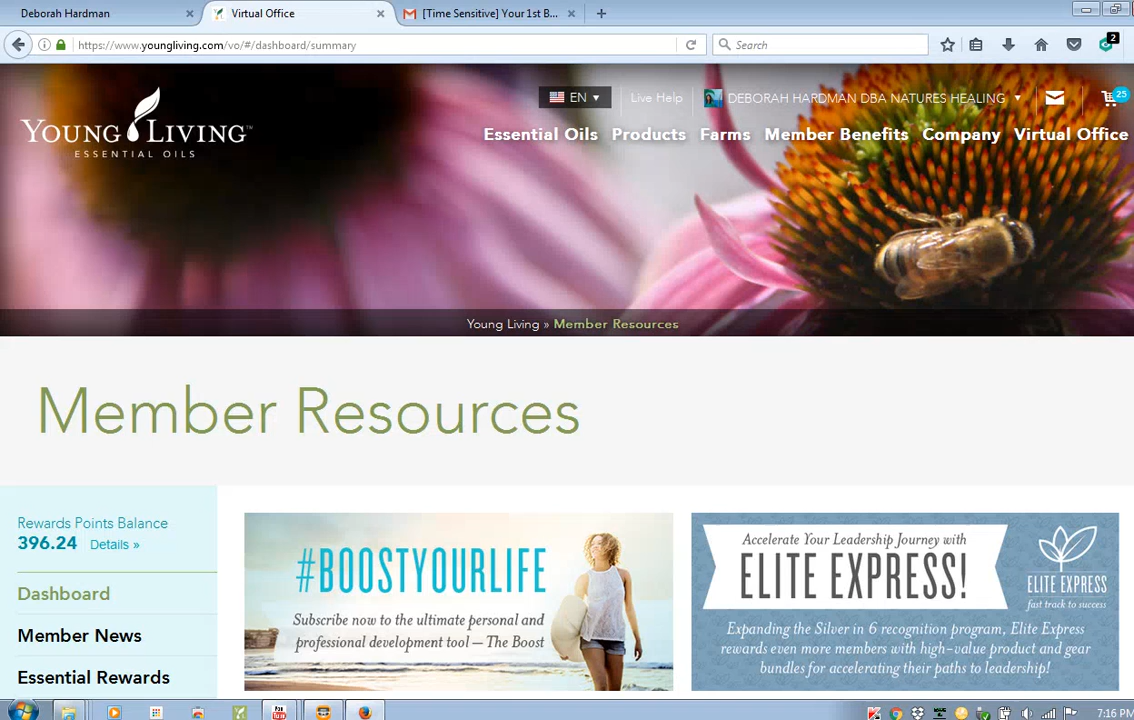 Deborah Hardman
Virtual Office
[Time Sensitive] Your 1st B...
https://www.youngliving.com/vo/#/dashboard/summary
Search
2
EN
Live Help
DEBORAH HARDMAN DBA NATURES HEALING
25
YOUNG LIVING™
ESSENTIAL OILS
Essential Oils
Products
Farms
Member Benefits
Company
Virtual Office
Young Living » Member Resources
Member Resources
Rewards Points Balance
396.24 Details »
Dashboard
Member News
Essential Rewards
#BOOSTYOURLIFE
Subscribe now to the ultimate personal and
professional development tool — The Boost
Accelerate Your Leadership Journey with
ELITE EXPRESS!
ELITE EXPRESS
fast track to success
Expanding the Silver in 6 recognition program, Elite Express
rewards even more members with high-value product and gear
bundles for accelerating their paths to leadership!
7:16 PM